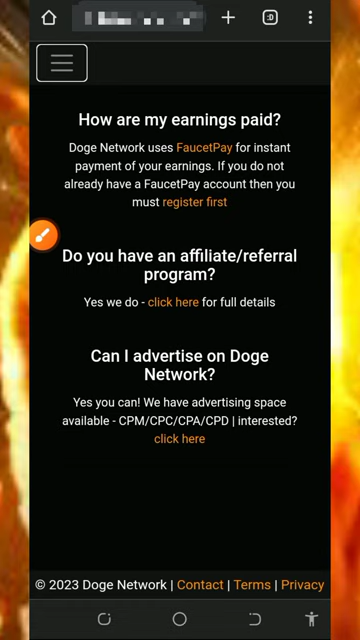 :D
How are my earnings paid?
Doge Network uses FaucetPay for instant
payment of your earnings. If you do not
already have a FaucetPay account then you
must register first
Do you have an affiliate/referral
program?
Yes we do - click here for full details
Can I advertise on Doge
Network?
Yes you can! We have advertising space
available - CPM/CPC/CPA/CPD | interested?
click here
© 2023 Doge Network | Contact | Terms | Privacy